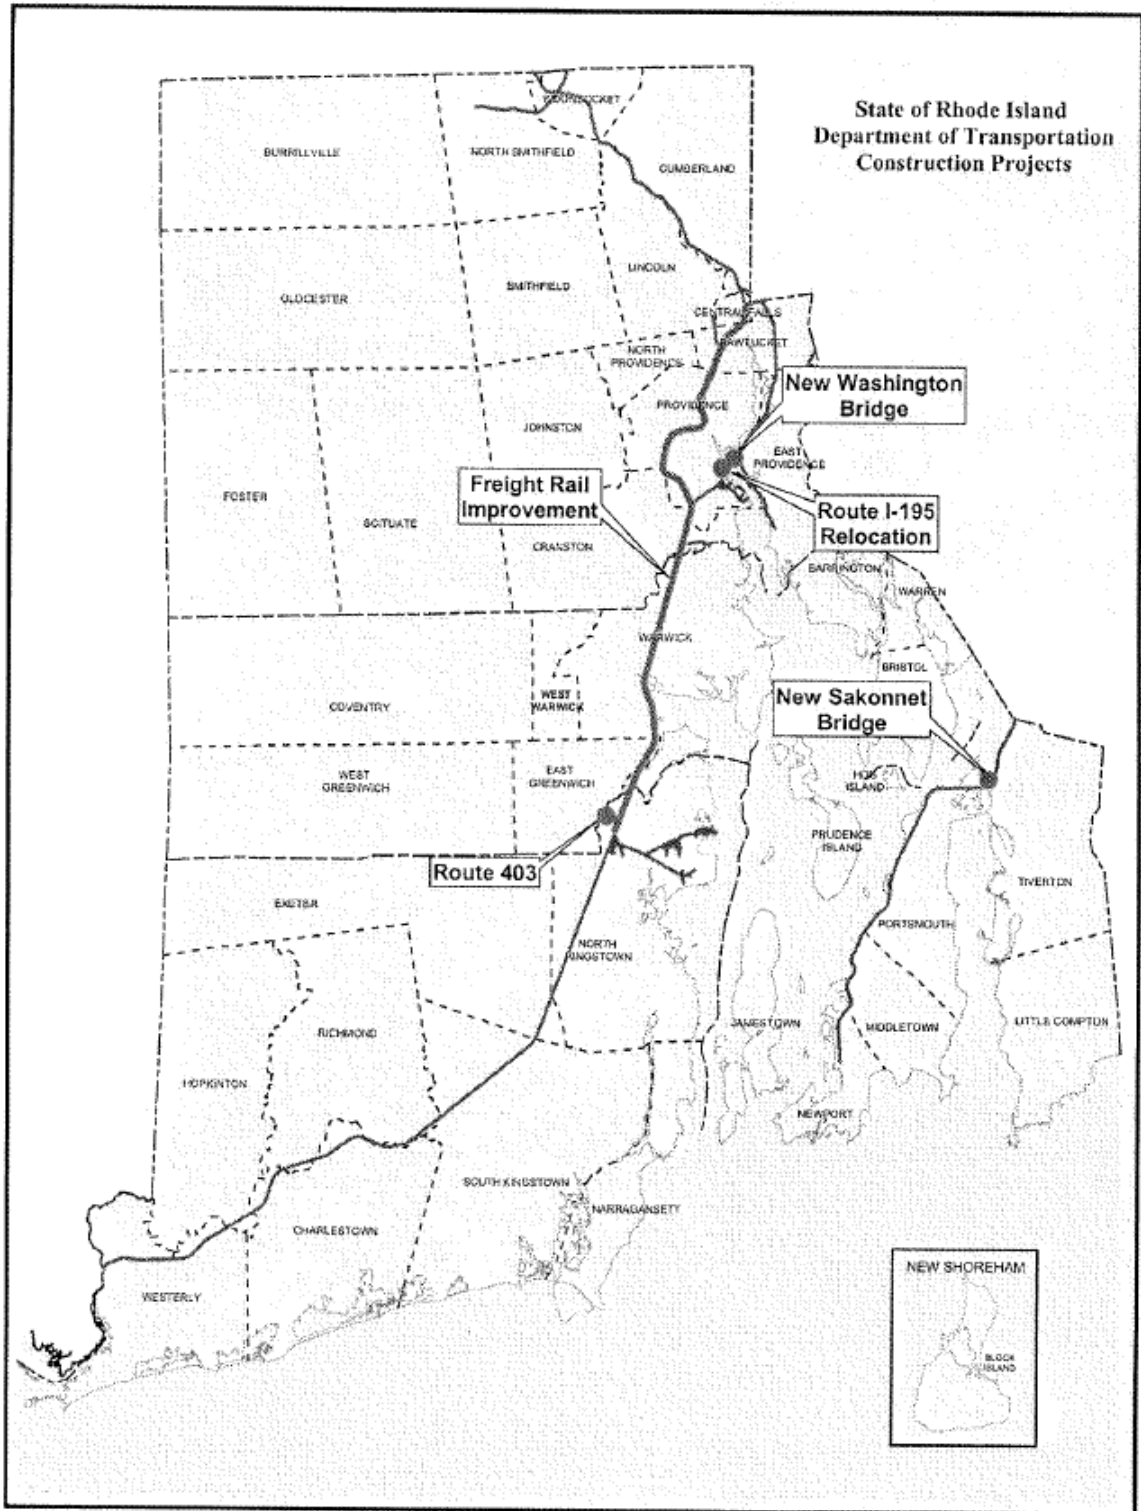 State of Rhode Island
Department of Transportation
Construction Projects
WOONSOCKET
BURRILLVILLE
NORTH SMITHFIELD
CUMBERLAND
LINCOLN
GLOCESTER
SMITHFIELD
CENTRAL FALLS
PAWTUCKET
NORTH
PROVIDENCE
New Washington
Bridge
PROVIDENCE
JOHNSTON
EAST
PROVIDENCE
Freight Rail
Improvement
FOSTER
SCITUATE
Route I-195
Relocation
CRANSTON
BARRINGTON
WARREN
WARWICK
BRISTOL
COVENTRY
WEST
WARWICK
New Sakonnet
Bridge
WEST
GREENWICH
EAST
GREENWICH
HOG
ISLAND
PRUDENCE
ISLAND
Route 403
TIVERTON
EXETER
PORTSMOUTH
NORTH
KINGSTOWN
RICHMOND
JAMESTOWN
MIDDLETOWN
LITTLE COMPTON
HOPKINTON
NEWPORT
SOUTH KINGSTOWN
NARRAGANSETT
CHARLESTOWN
WESTERLY
NEW SHOREHAM
BLOCK
ISLAND